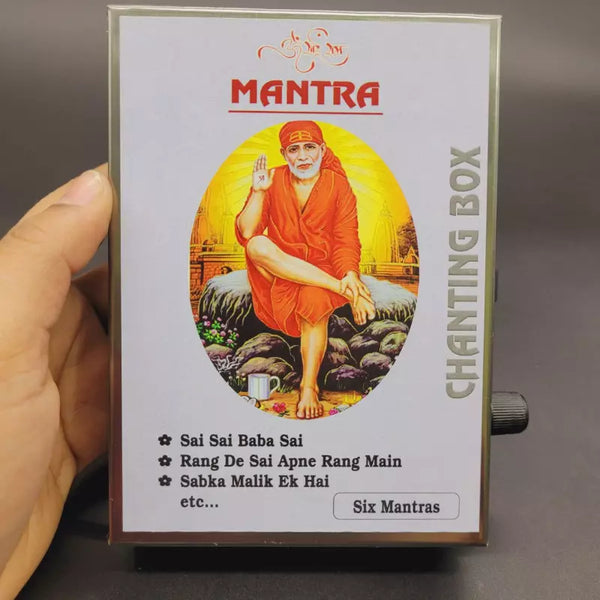 MANTRA
CHANTING BOX
✿ Sai Sai Baba Sai
✿ Rang De Sai Apne Rang Main
✿ Sabka Malik Ek Hai
etc...
Six Mantras